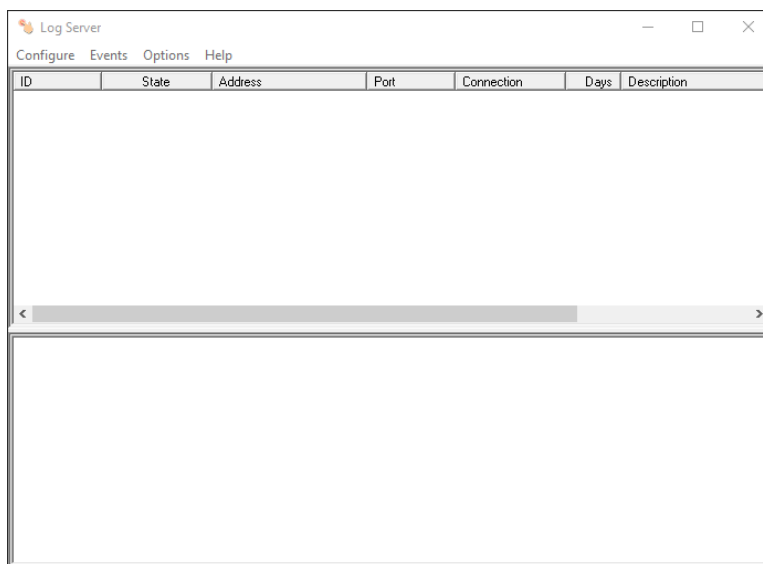 Log Server
Configure Events Options Help
ID State Address Port Connection Days Description